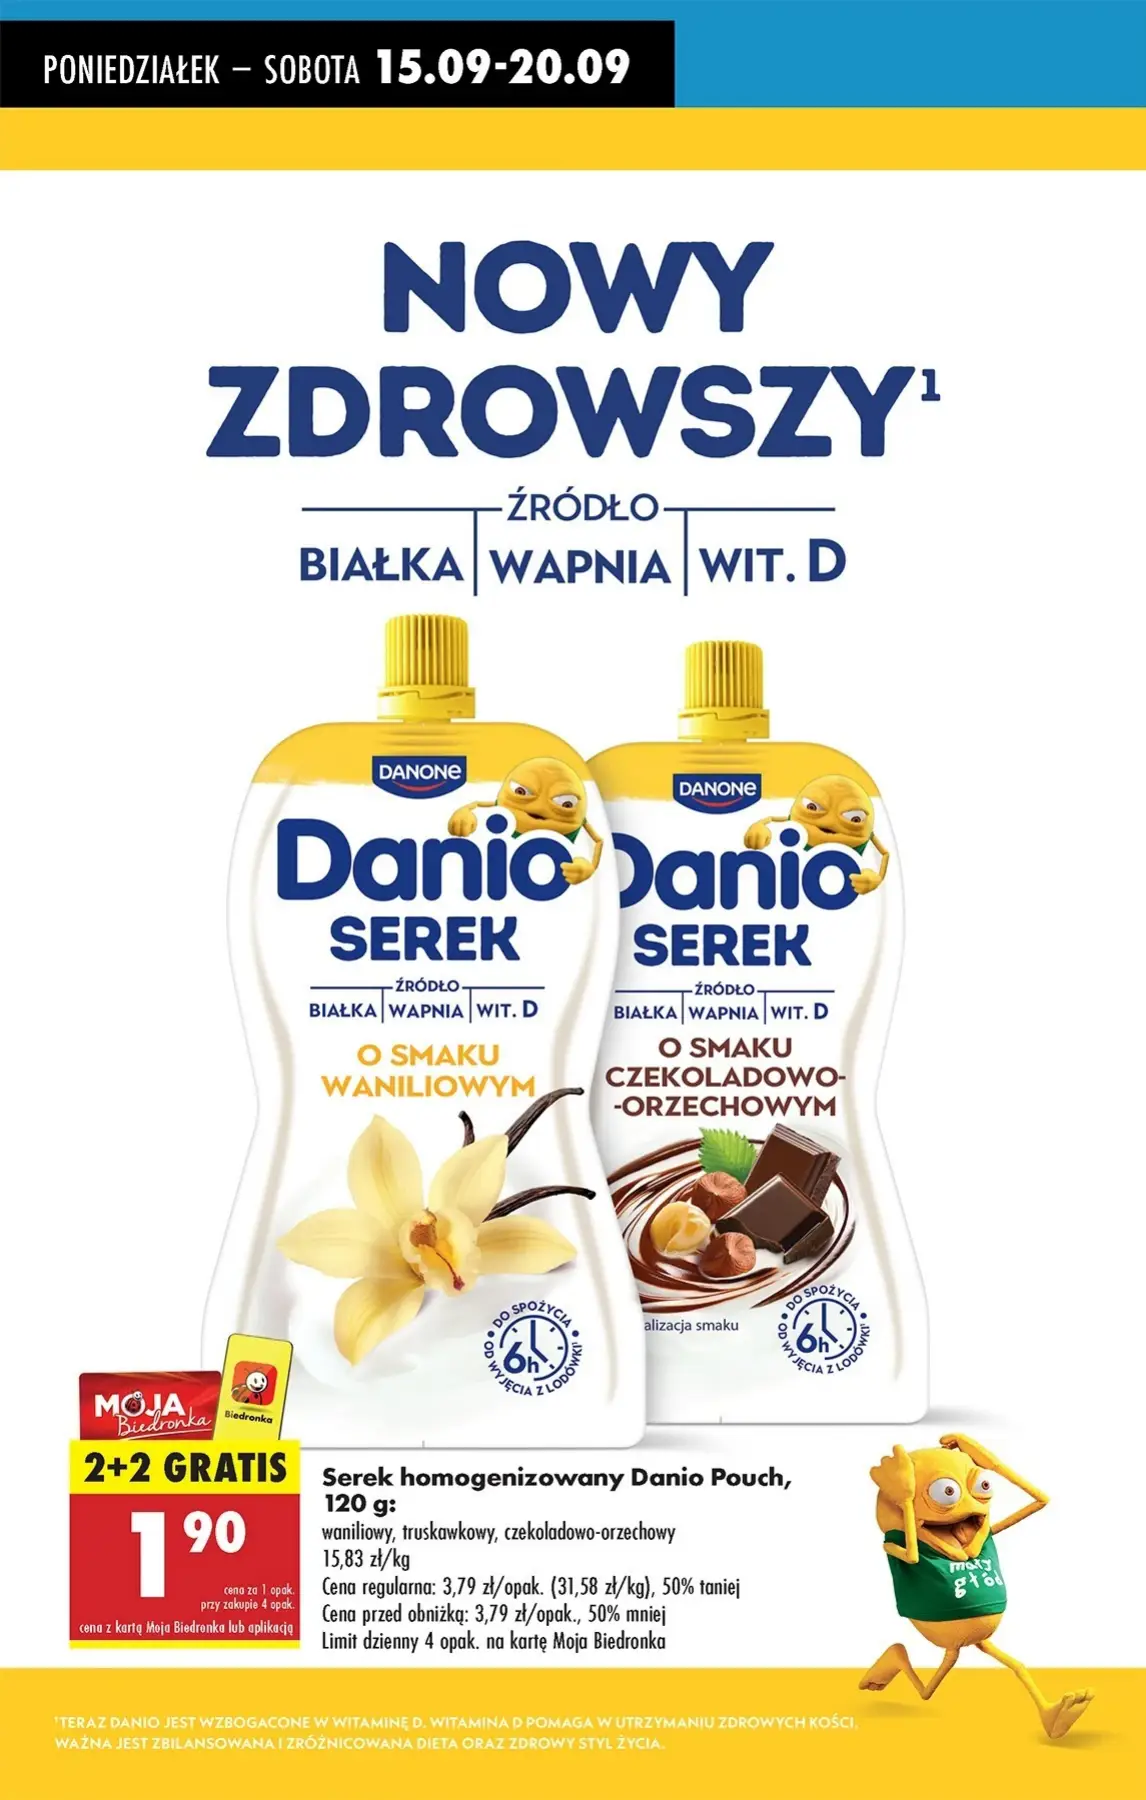 PONIEDZIAŁEK – SOBOTA 15.09-20.09
NOWY
ZDROWSZY¹
ŹRÓDŁO
BIAŁKA WAPNIA WIT. D
DANONE
Danio
SEREK
ŹRÓDŁO
BIAŁKA WAPNIA WIT. D
O SMAKU
WANILIOWYM
DO SPOŻYCIA
6h
OD WYJĘCIA Z LODÓWKI
DANONE
Danio
SEREK
ŹRÓDŁO
BIAŁKA WAPNIA WIT. D
O SMAKU
CZEKOLADOWO-
-ORZECHOWYM
alizacja smaku
DO SPOŻYCIA
6h
OD WYJĘCIA Z LODÓWKI
MOJA
Biedronka
Biedronka
2+2 GRATIS
1 90
cena za 1 opak.
przy zakupie 4 opak.
cena z kartą Moja Biedronka lub aplikacją
Serek homogenizowany Danio Pouch,
120 g:
waniliowy, truskawkowy, czekoladowo-orzechowy
15,83 zł/kg
Cena regularna: 3,79 zł/opak. (31,58 zł/kg), 50% taniej
Cena przed obniżką: 3,79 zł/opak., 50% mniej
Limit dzienny 4 opak. na kartę Moja Biedronka
mały
głód
¹TERAZ DANIO JEST WZBOGACONE W WITAMINĘ D. WITAMINA D POMAGA W UTRZYMANIU ZDROWYCH KOŚCI.
WAŻNA JEST ZBILANSOWANA I ZRÓŻNICOWANA DIETA ORAZ ZDROWY STYL ŻYCIA.